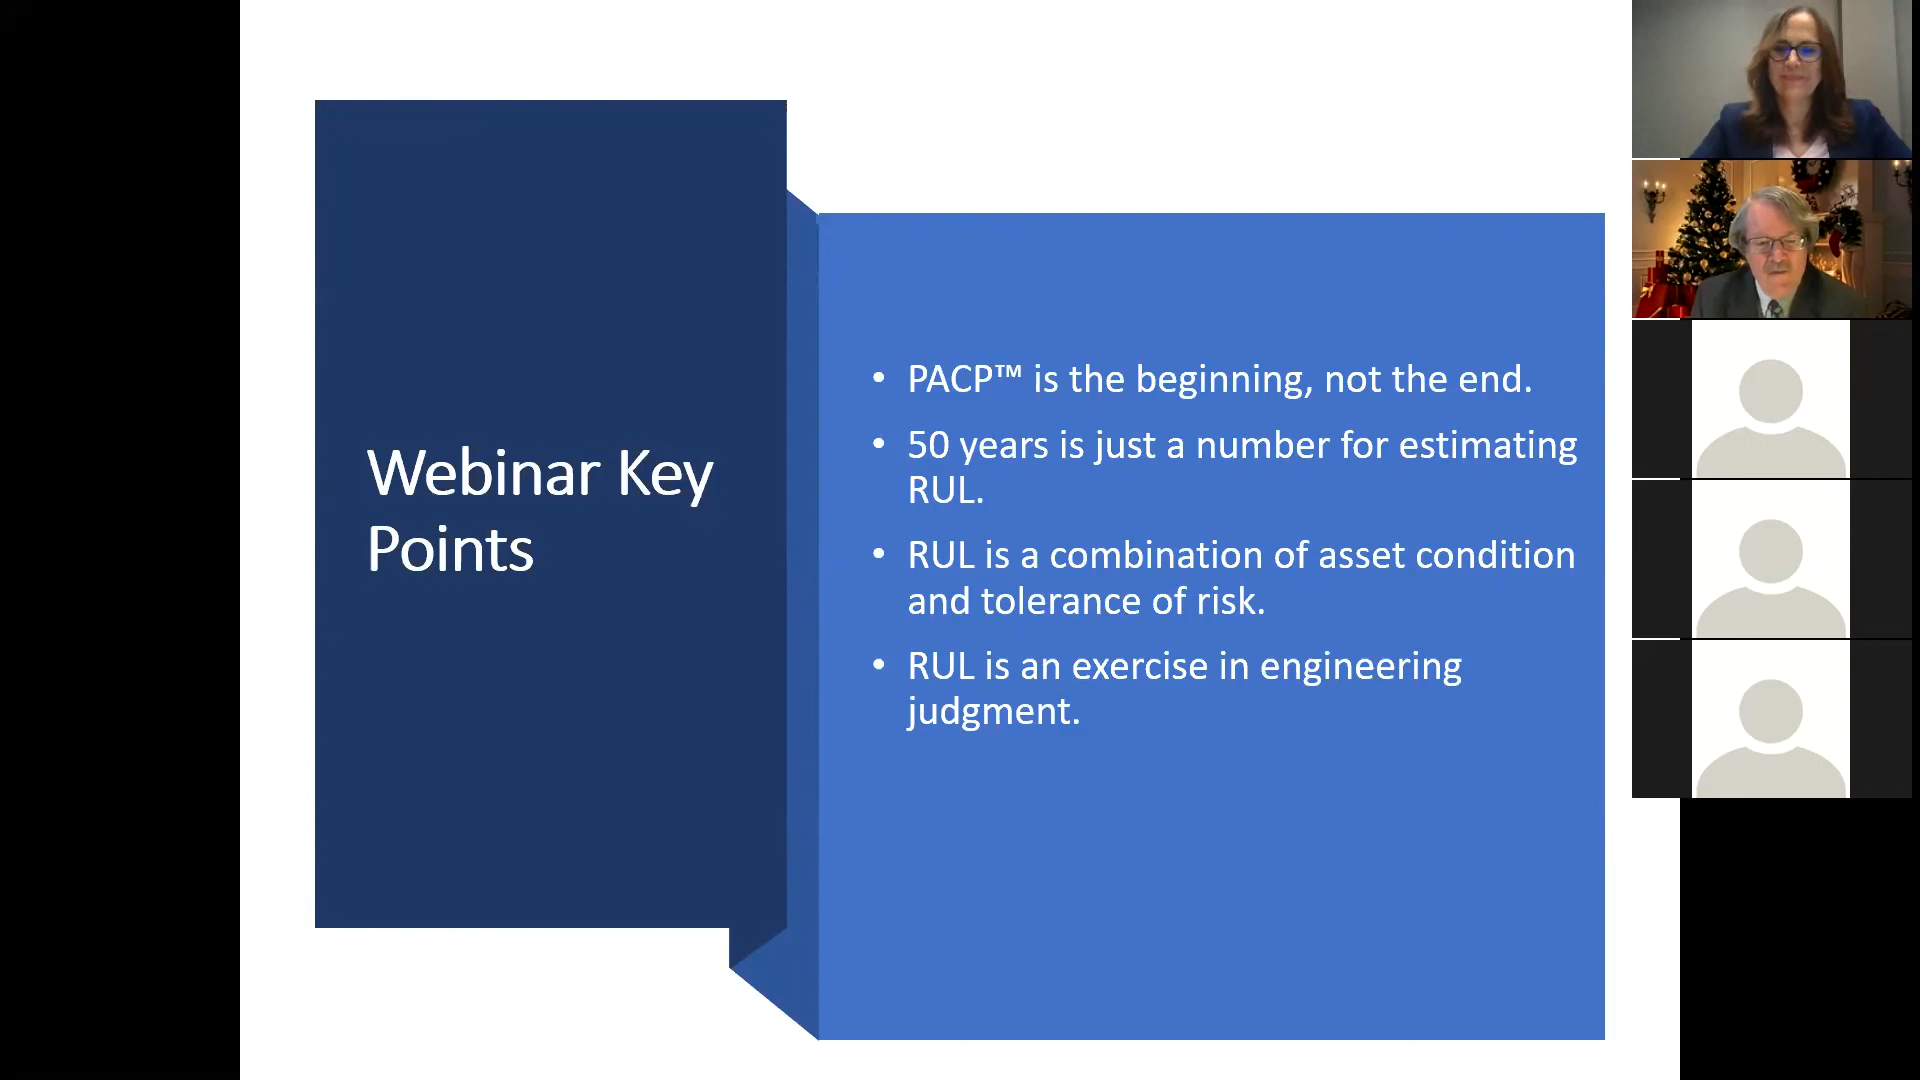 Webinar Key
Points
• PACP™ is the beginning, not the end.
• 50 years is just a number for estimating
RUL.
• RUL is a combination of asset condition
and tolerance of risk.
• RUL is an exercise in engineering
judgment.